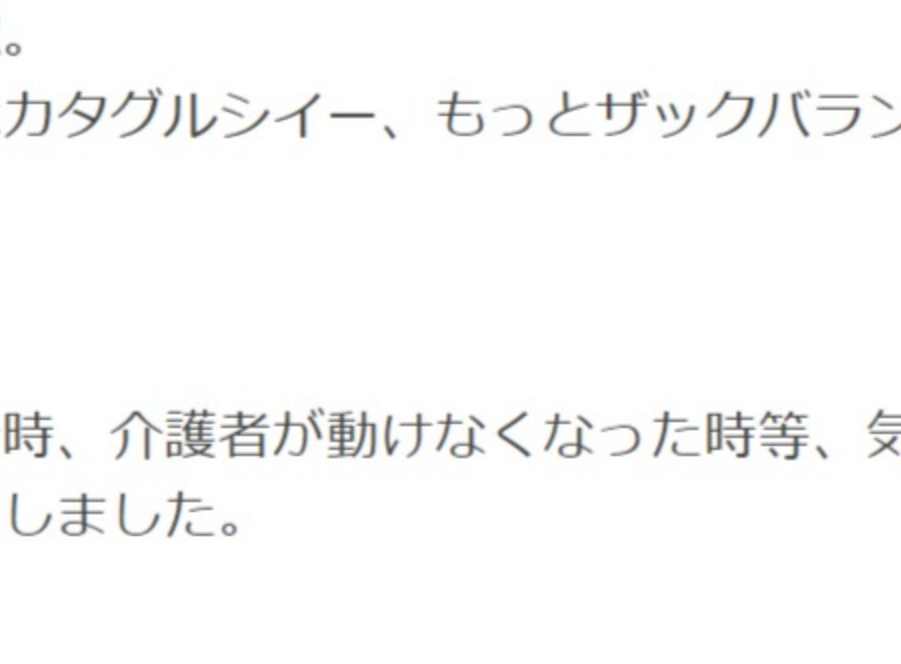 。
カタグルシイー、もっとザックバラン
時、介護者が動けなくなった時等、気
しました。